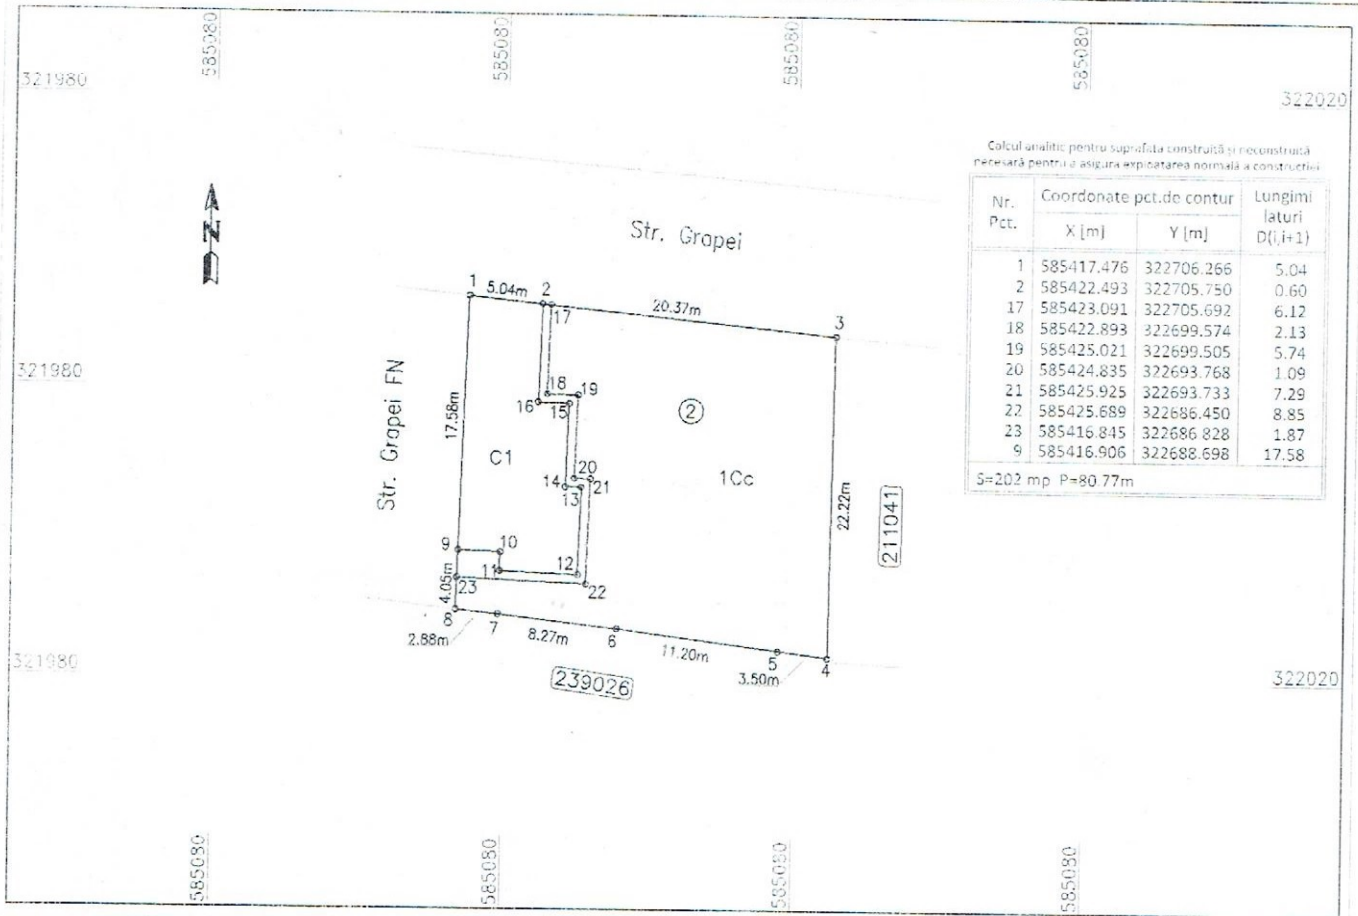 585080 585080 585080 585080
321980
322020
Calcul analitic pentru suprafata construită și neconstruită
necesară pentru a asigura exploatarea normală a construcției
Nr. Pct. Coordonate pct.de contur Lungimi laturi D(i,i+1)
X [m] Y [m]
1 585417.476 322706.266 5.04
2 585422.493 322705.750 0.60
17 585423.091 322705.692 6.12
18 585422.893 322699.574 2.13
19 585425.021 322699.505 5.74
20 585424.835 322693.768 1.09
21 585425.925 322693.733 7.29
22 585425.689 322686.450 8.85
23 585416.845 322686.828 1.87
9 585416.906 322688.698 17.58
S=202 mp P=80.77m
N
Str. Grapei
1 5.04m 2
17 20.37m 3
321980
Str. Grapei FN
17.58m
18 19
16 15
2
C1
1Cc
20
14 21
13
22.22m
211041
9 10
11 12
4.05m
23 22
8 7
2.88m 8.27m 6
11.20m 5
3.50m 4
321980
239026
322020
585080 585080 585080 585080